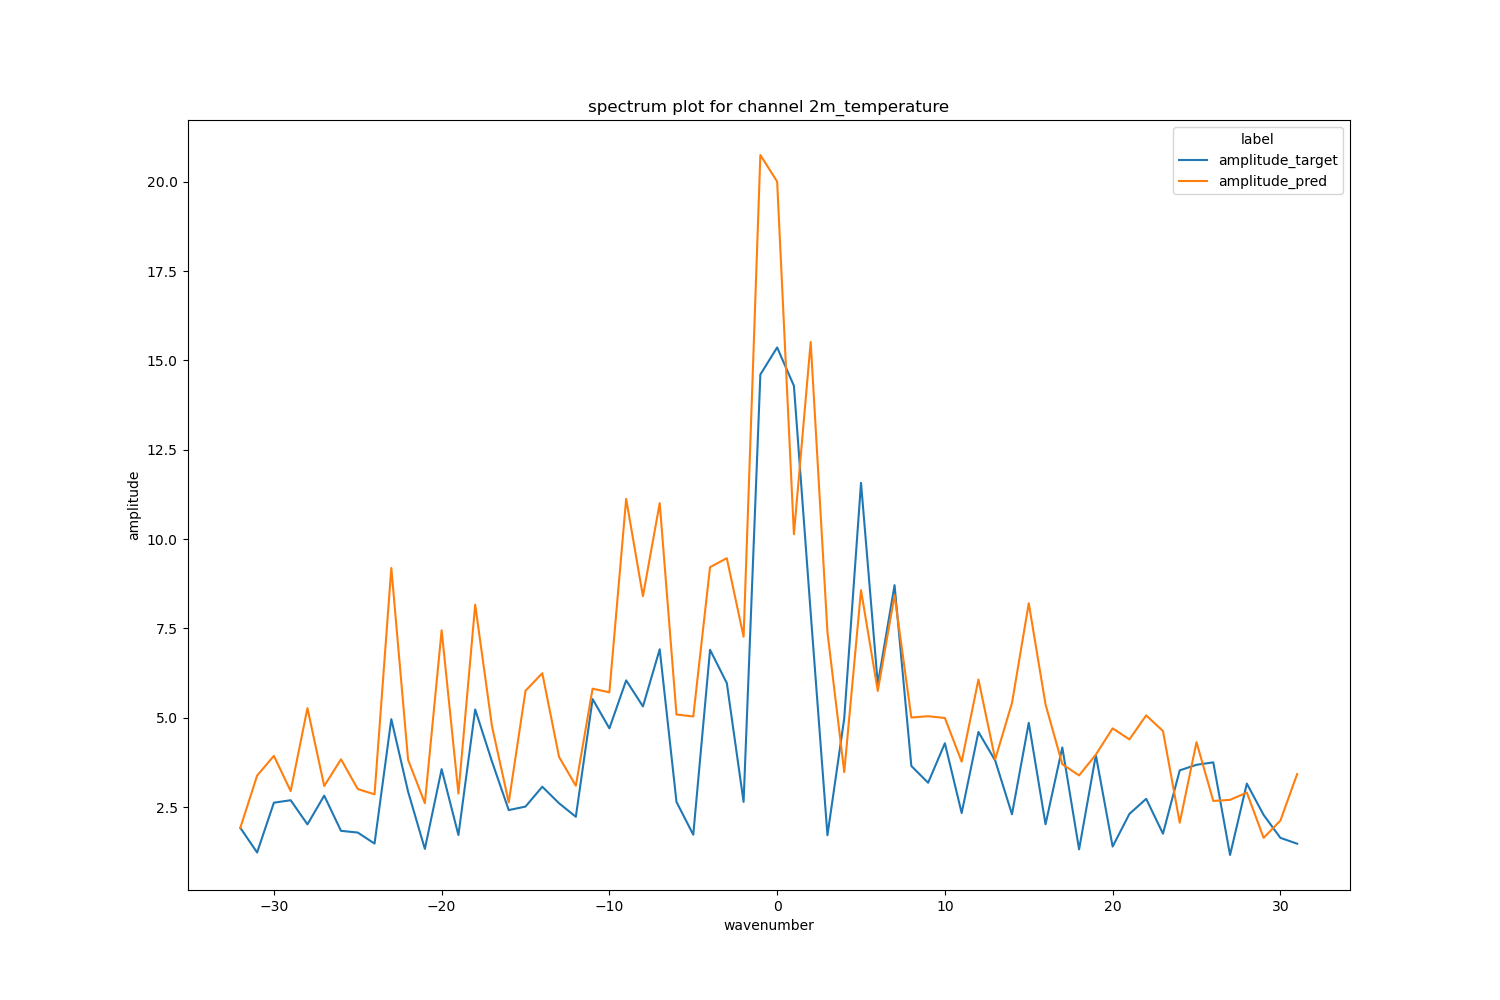 spectrum plot for channel 2m_temperature
label
amplitude_target
amplitude_pred
20.0
17.5
15.0
12.5
10.0
7.5
5.0
2.5
amplitude
−30
−20
−10
0
10
20
30
wavenumber